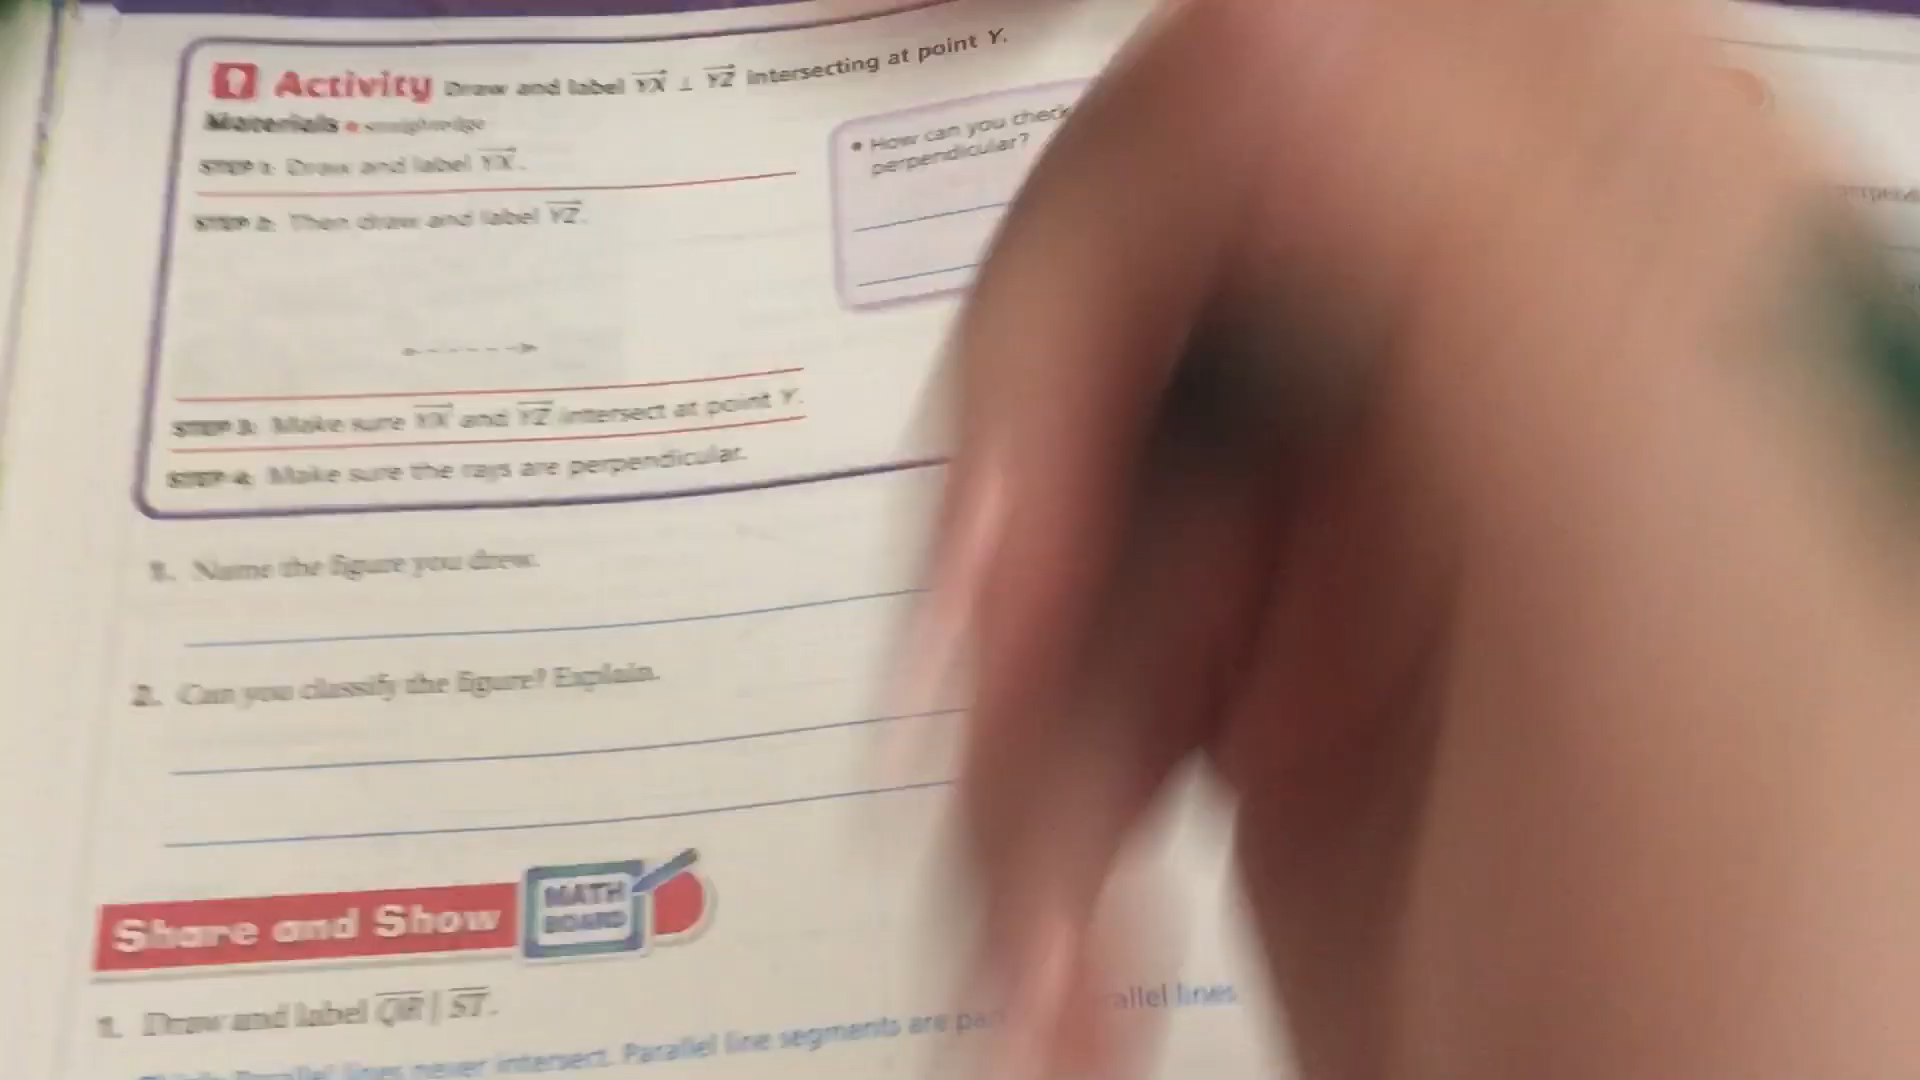 Activity Draw and label YX ⊥ YZ intersecting at point Y.
Materials • straightedge
STEP 1: Draw and label YX.
STEP 2: Then draw and label YZ.
STEP 3: Make sure YX and YZ intersect at point Y.
STEP 4: Make sure the rays are perpendicular.
• How can you check
perpendicular?
1. Name the figure you drew.
2. Can you classify the figure? Explain.
Share and Show
MATH
BOARD
1. Draw and label QR | ST.
Parallel lines never intersect. Parallel line segments are parallel lines